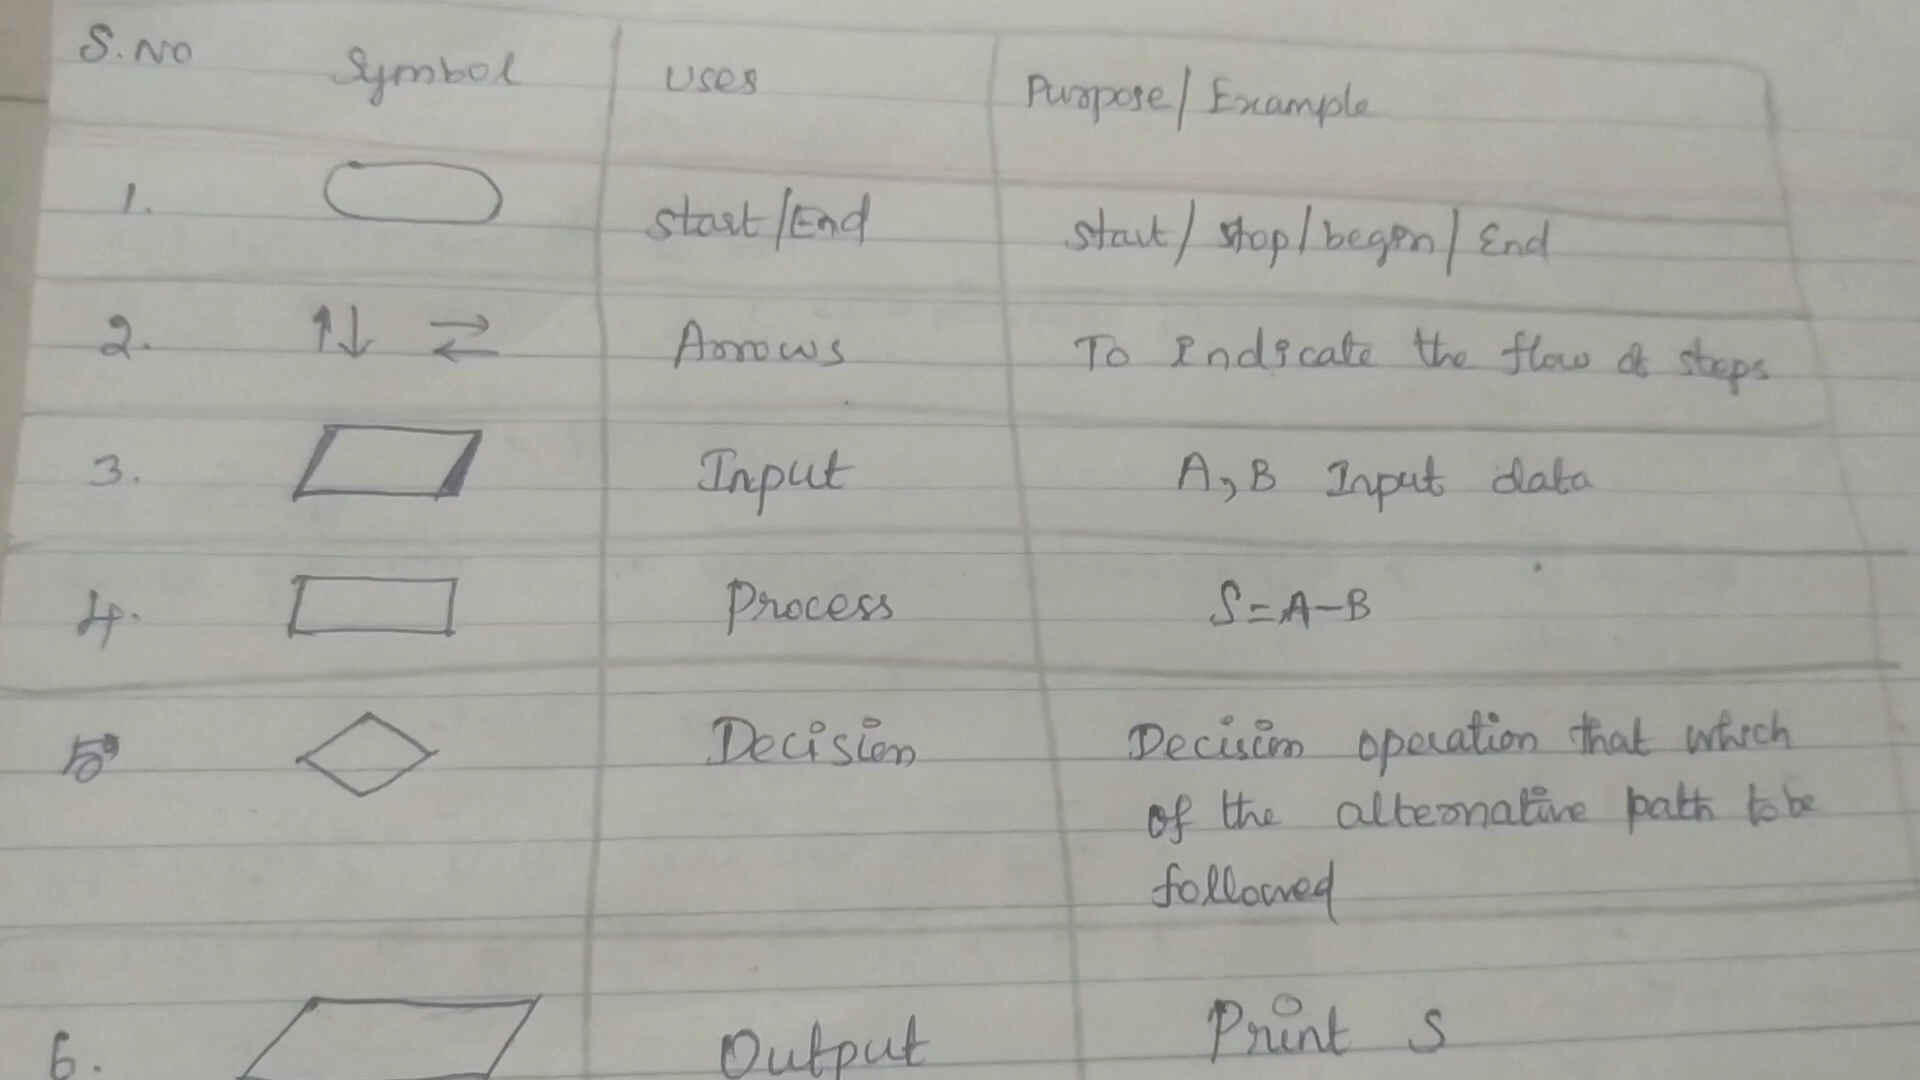 S.No Symbol Uses Purpose/Example
1. Start/End Start/Stop/begin/End
2. ↑↓ ⇄ Arrows To indicate the flow of steps
3. Input A, B Input data
4. Process S=A-B
5. Decision Decision operation that which
of the alternative path to be
followed
6. Output Print S